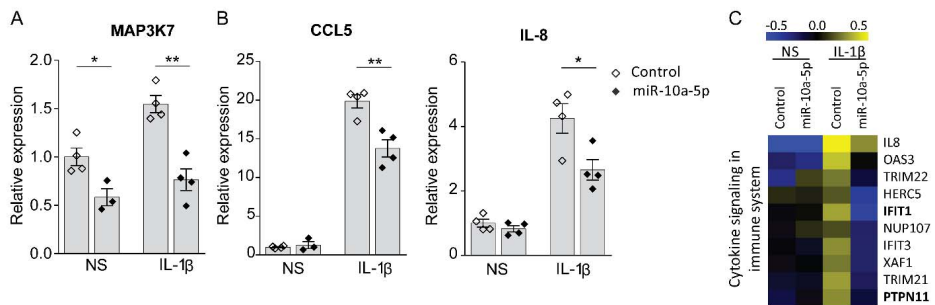 A
MAP3K7
Relative expression
2.0
1.5
1.0
0.5
0.0
*
**
NS
IL-1β
B
CCL5
Relative expression
25
20
15
10
5
0
**
NS
IL-1β
IL-8
Relative expression
6
4
2
0
*
NS
IL-1β
Control
miR-10a-5p
C
-0.5 0.0 0.5
NS IL-1β
Control
miR-10a-5p
Control
miR-10a-5p
Cytokine signaling in
immune system
IL8
OAS3
TRIM22
HERC5
IFIT1
NUP107
IFIT3
XAF1
TRIM21
PTPN11